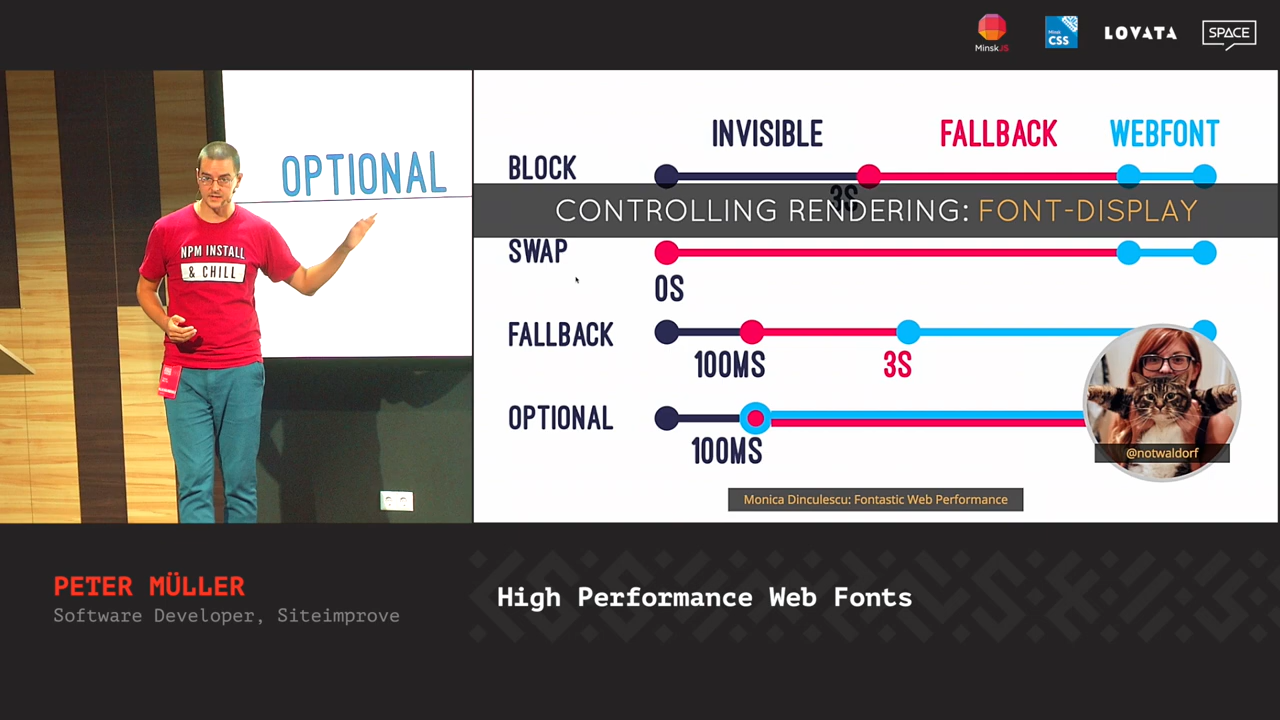 MinskJS
Minsk
CSS
LOVATA
SPACE
OPTIONAL
NPM INSTALL
& CHILL
INVISIBLE
FALLBACK
WEBFONT
BLOCK
3S
CONTROLLING RENDERING: FONT-DISPLAY
SWAP
0S
FALLBACK
100MS
3S
OPTIONAL
100MS
@notwaldorf
Monica Dinculescu: Fontastic Web Performance
PETER MÜLLER
Software Developer, Siteimprove
High Performance Web Fonts